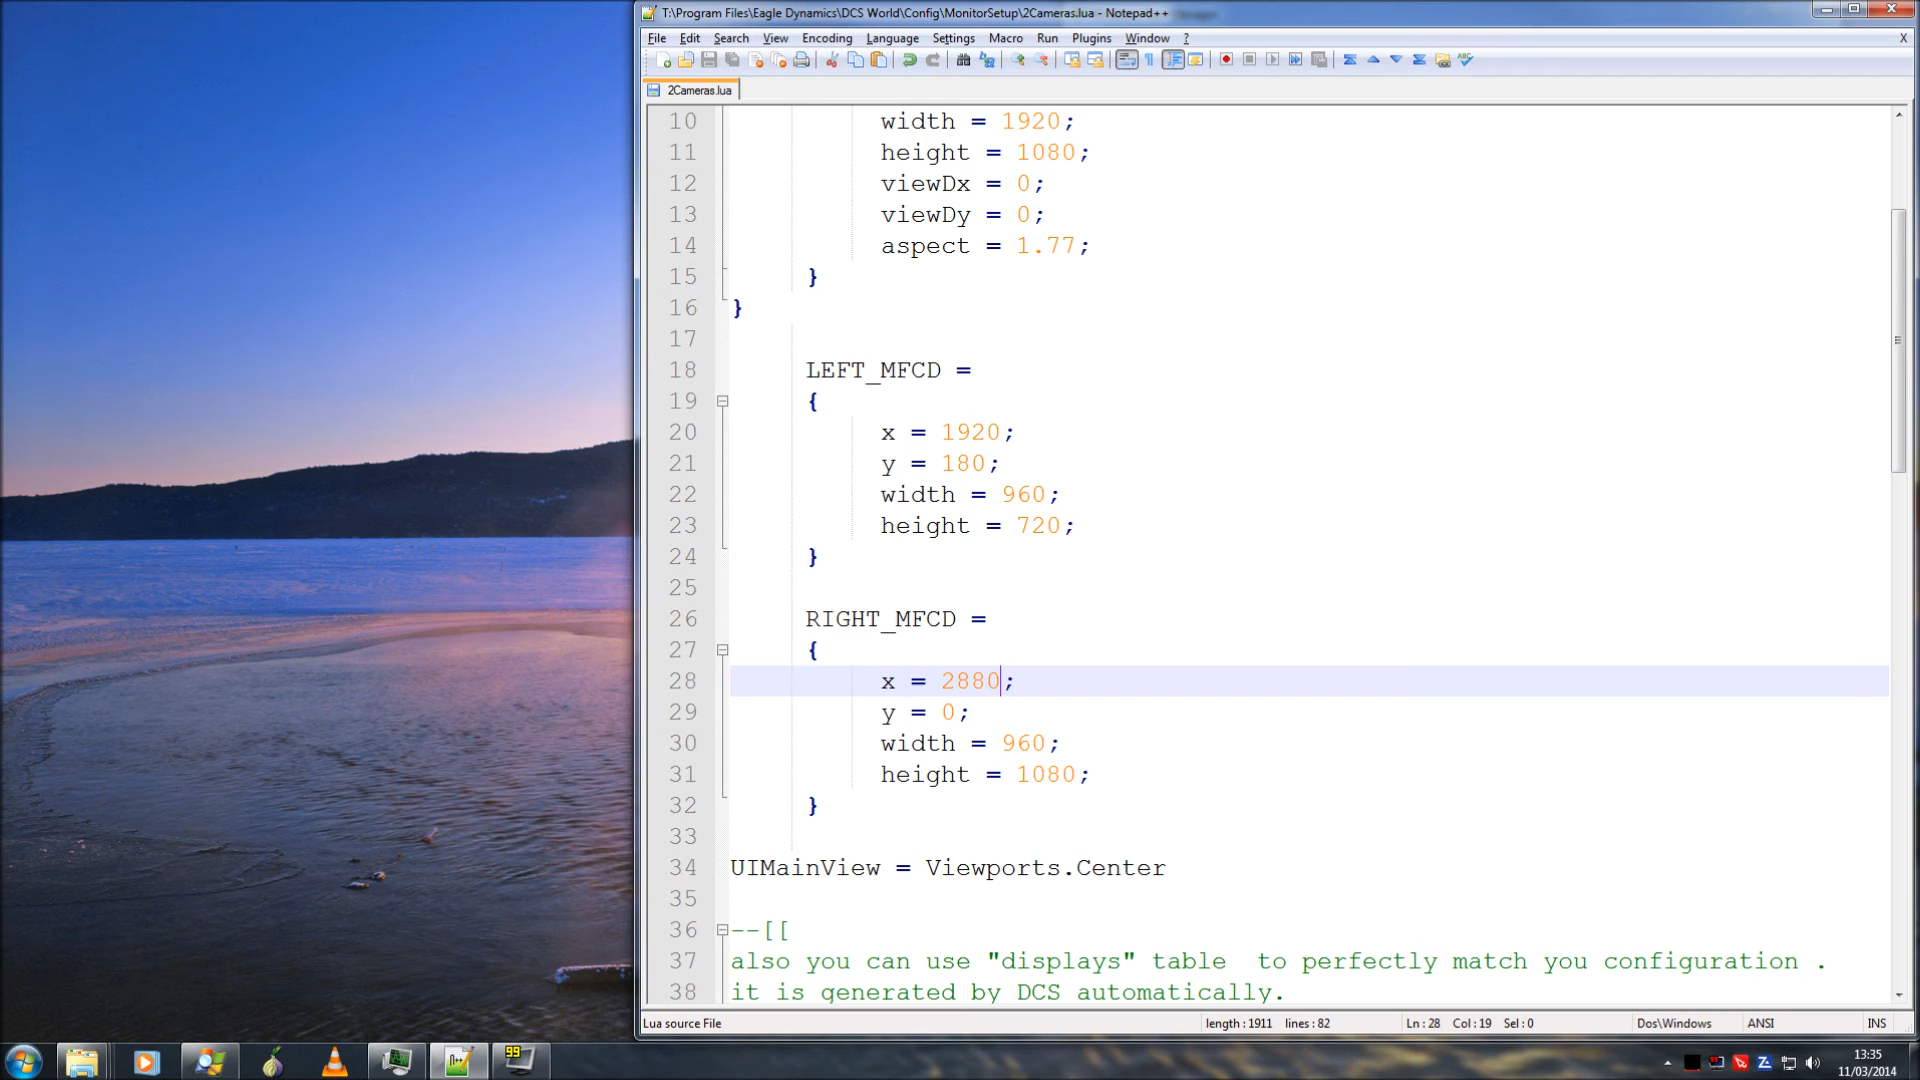 T:\Program Files\Eagle Dynamics\DCS World\Config\MonitorSetup\2Cameras.lua - Notepad++
File Edit Search View Encoding Language Settings Macro Run Plugins Window ? X
2Cameras.lua
10 width = 1920;
11 height = 1080;
12 viewDx = 0;
13 viewDy = 0;
14 aspect = 1.77;
15 }
16 }
17
18 LEFT_MFCD =
19 {
20 x = 1920;
21 y = 180;
22 width = 960;
23 height = 720;
24 }
25
26 RIGHT_MFCD =
27 {
28 x = 2880;
29 y = 0;
30 width = 960;
31 height = 1080;
32 }
33
34 UIMainView = Viewports.Center
35
36 --[[
37 also you can use "displays" table  to perfectly match you configuration .
38 it is generated by DCS automatically.
Lua source File length : 1911 lines : 82 Ln : 28 Col : 19 Sel : 0 Dos\Windows ANSI INS
99
13:35
11/03/2014